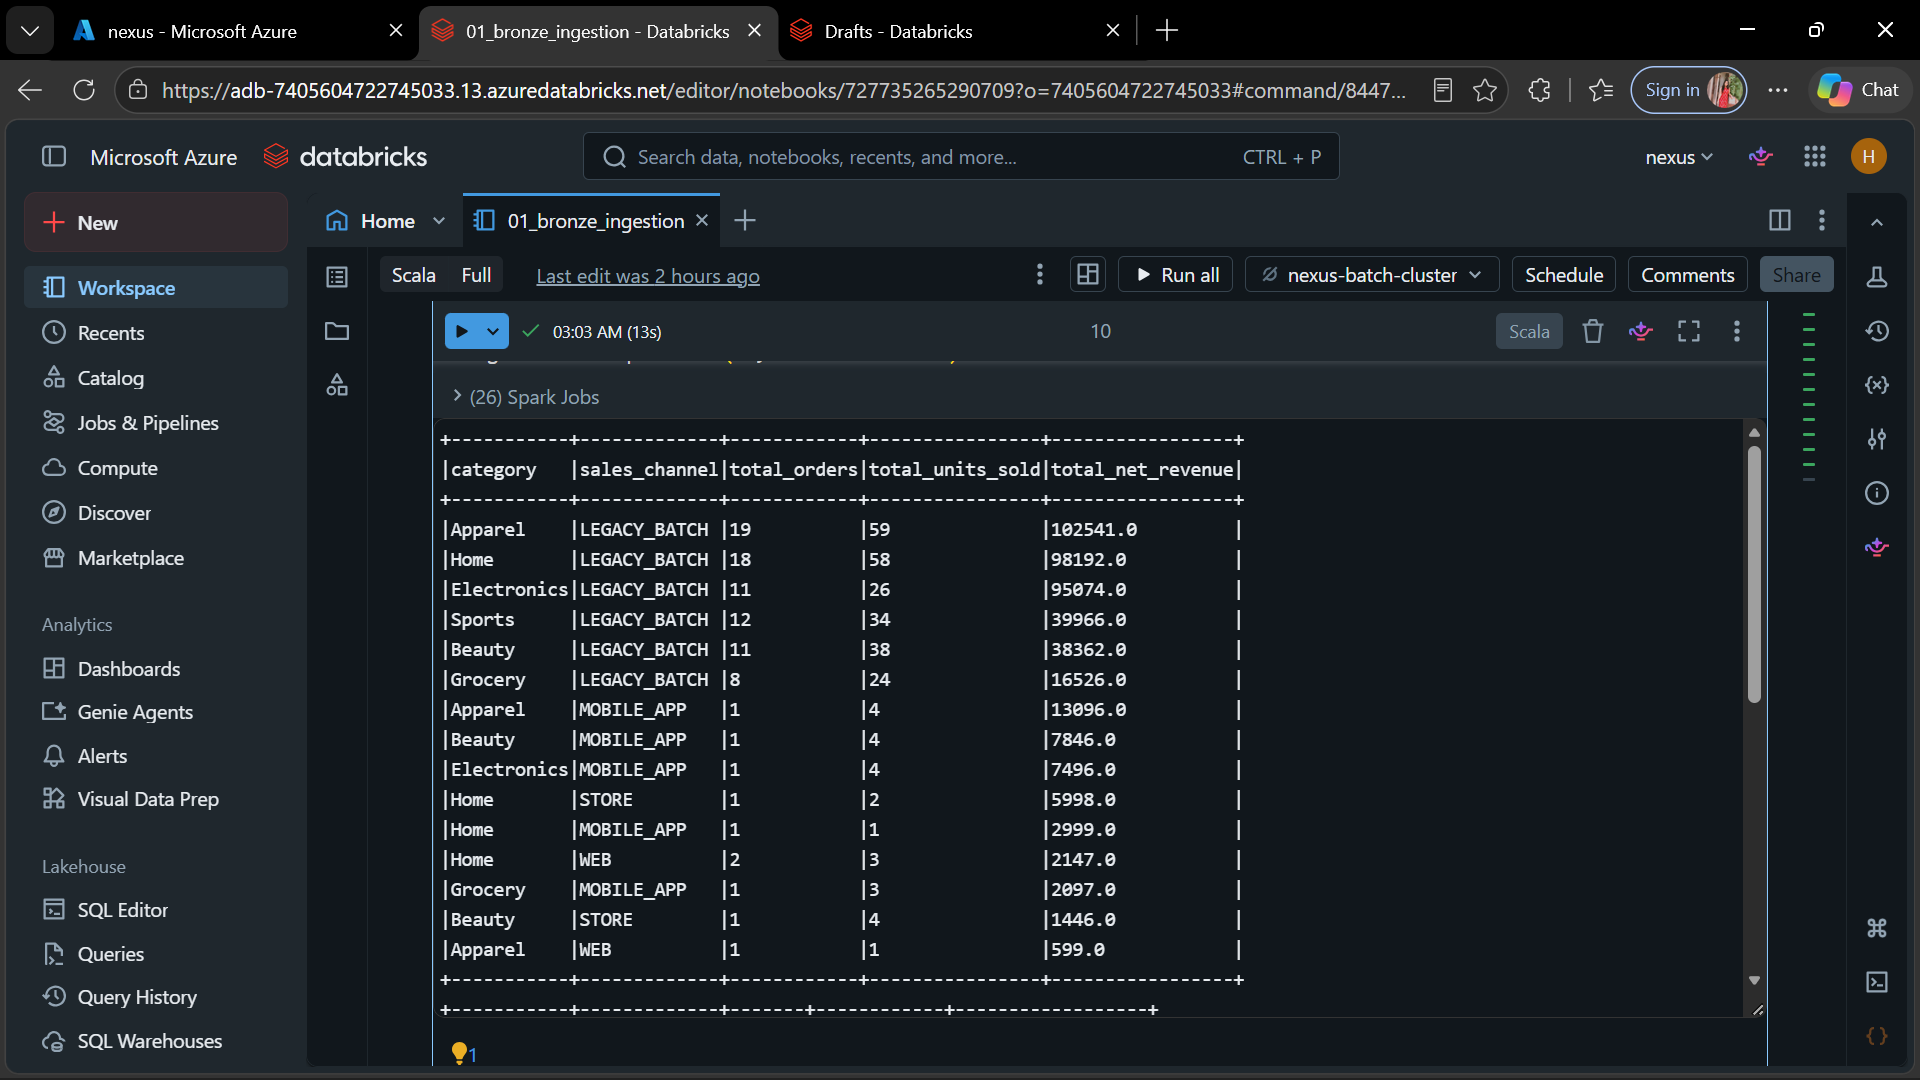 nexus - Microsoft Azure
01_bronze_ingestion - Databricks
Drafts - Databricks
https://adb-7405604722745033.13.azuredatabricks.net/editor/notebooks/727735265290709?o=7405604722745033#command/8447...
Sign in
Chat
Microsoft Azure
databricks
Search data, notebooks, recents, and more...
CTRL + P
nexus
H
New
Workspace
Recents
Catalog
Jobs & Pipelines
Compute
Discover
Marketplace
Analytics
Dashboards
Genie Agents
Alerts
Visual Data Prep
Lakehouse
SQL Editor
Queries
Query History
SQL Warehouses
Home
01_bronze_ingestion
Scala
Full
Last edit was 2 hours ago
Run all
nexus-batch-cluster
Schedule
Comments
Share
03:03 AM (13s)
10
Scala
(26) Spark Jobs
+-----------+-------------+------------+----------------+-----------------+
|category   |sales_channel|total_orders|total_units_sold|total_net_revenue|
+-----------+-------------+------------+----------------+-----------------+
|Apparel    |LEGACY_BATCH |19          |59              |102541.0         |
|Home       |LEGACY_BATCH |18          |58              |98192.0          |
|Electronics|LEGACY_BATCH |11          |26              |95074.0          |
|Sports     |LEGACY_BATCH |12          |34              |39966.0          |
|Beauty     |LEGACY_BATCH |11          |38              |38362.0          |
|Grocery    |LEGACY_BATCH |8           |24              |16526.0          |
|Apparel    |MOBILE_APP   |1           |4               |13096.0          |
|Beauty     |MOBILE_APP   |1           |4               |7846.0           |
|Electronics|MOBILE_APP   |1           |4               |7496.0           |
|Home       |STORE        |1           |2               |5998.0           |
|Home       |MOBILE_APP   |1           |1               |2999.0           |
|Home       |WEB          |2           |3               |2147.0           |
|Grocery    |MOBILE_APP   |1           |3               |2097.0           |
|Beauty     |STORE        |1           |4               |1446.0           |
|Apparel    |WEB          |1           |1               |599.0            |
+-----------+-------------+------------+----------------+-----------------+
+-----------+-------------+-------+------------+------------------+
1